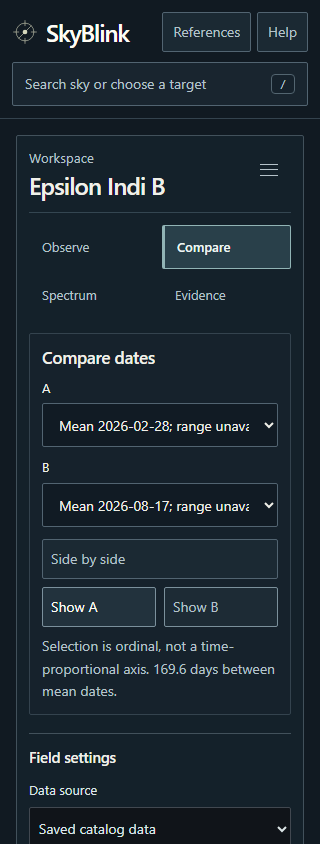 SkyBlink
References
Help
Search sky or choose a target
/
Workspace
Epsilon Indi B
Observe
Compare
Spectrum
Evidence
Compare dates
A
Mean 2026-02-28; range unava
B
Mean 2026-08-17; range unava
Side by side
Show A
Show B
Selection is ordinal, not a time-
proportional axis. 169.6 days between
mean dates.
Field settings
Data source
Saved catalog data